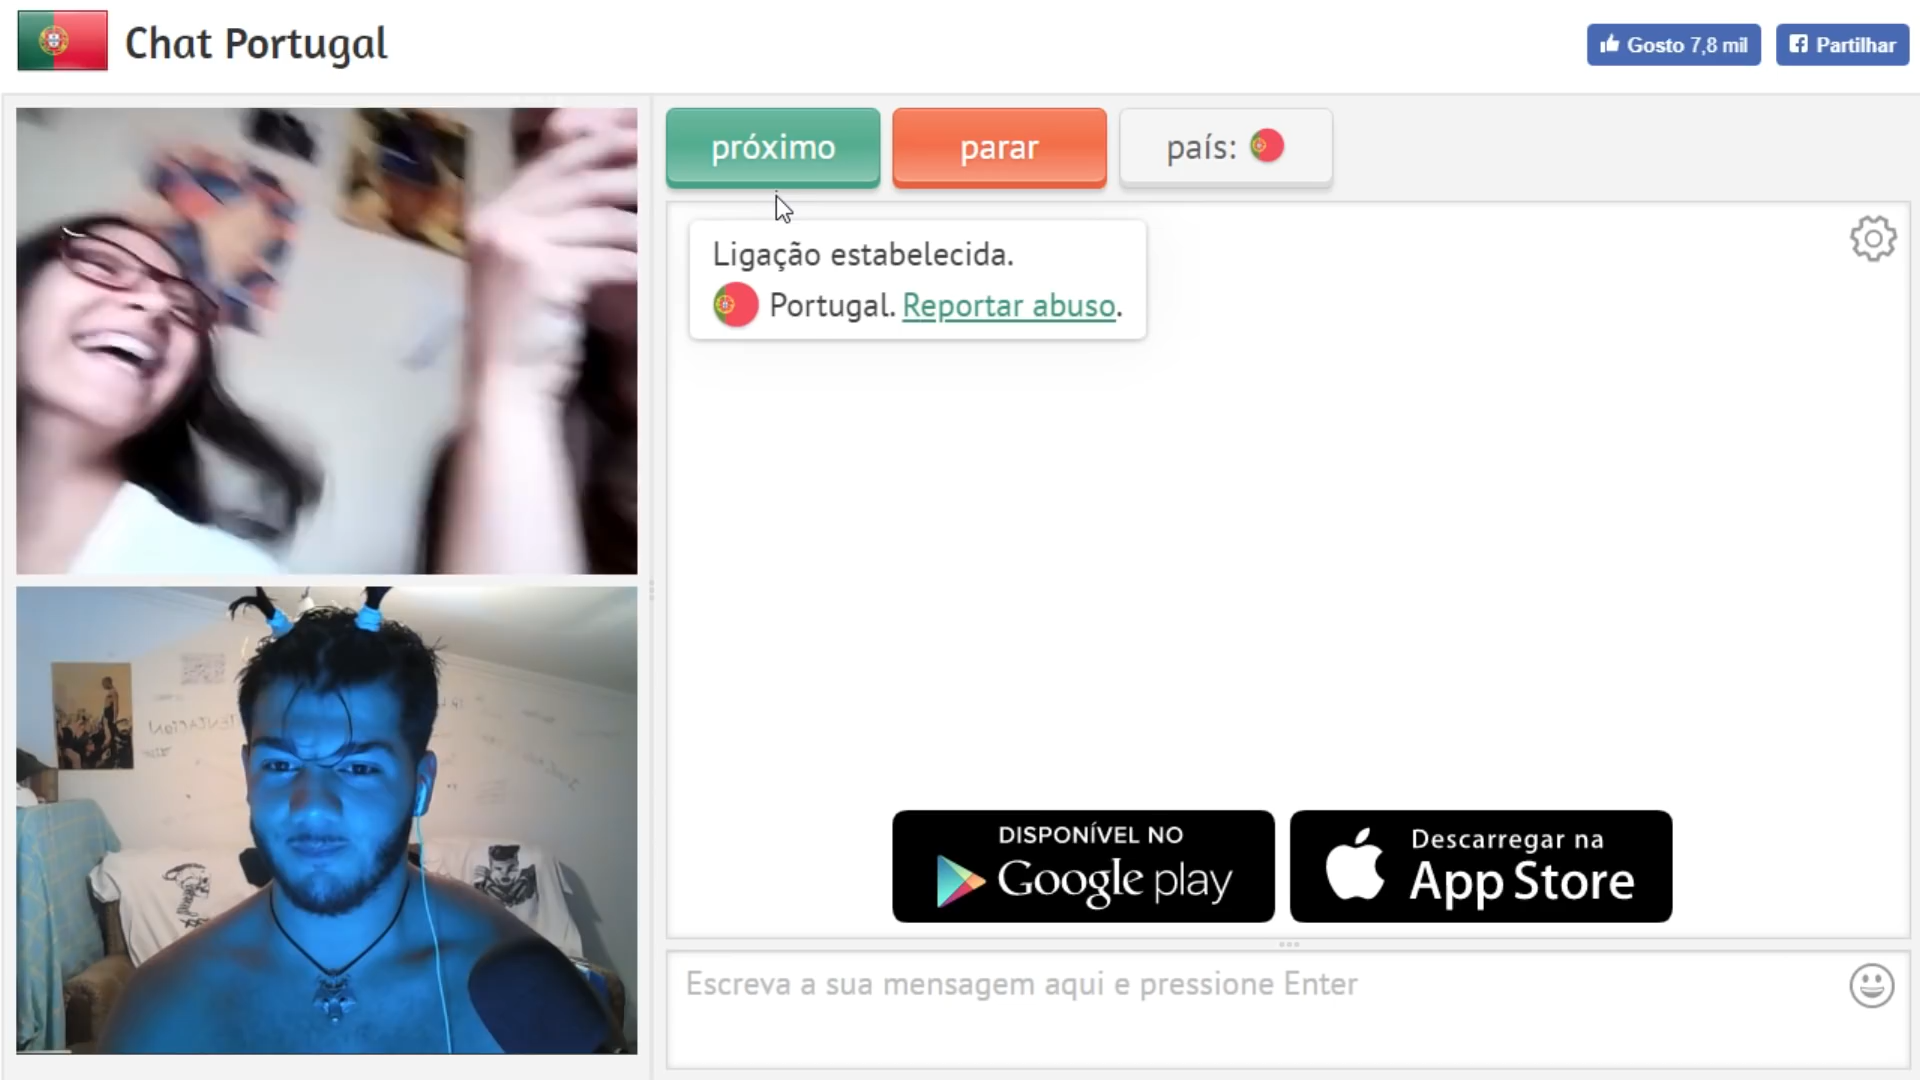 Chat Portugal
Gosto 7,8 mil
Partilhar
próximo
parar
país:
Ligação estabelecida.
Portugal. Reportar abuso.
DISPONÍVEL NO
Google play
Descarregar na
App Store
Escreva a sua mensagem aqui e pressione Enter